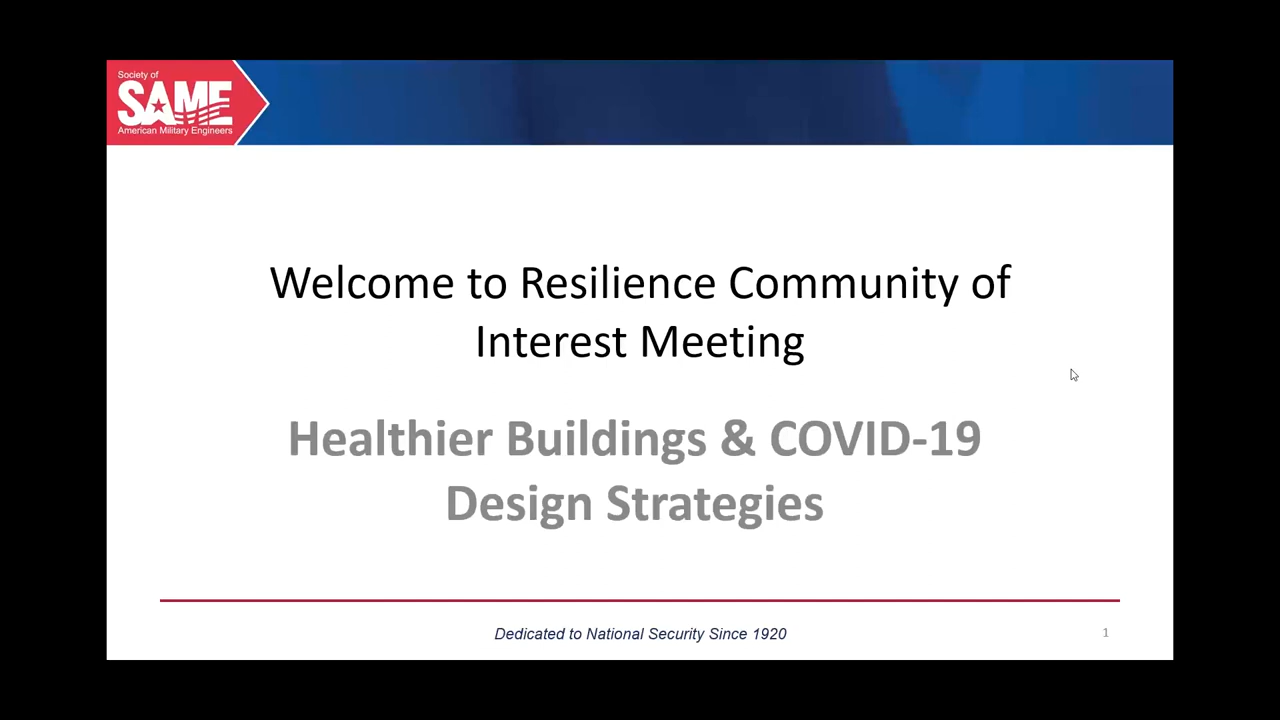 Society of
SAME
American Military Engineers
Welcome to Resilience Community of
Interest Meeting
Healthier Buildings & COVID-19
Design Strategies
Dedicated to National Security Since 1920
1